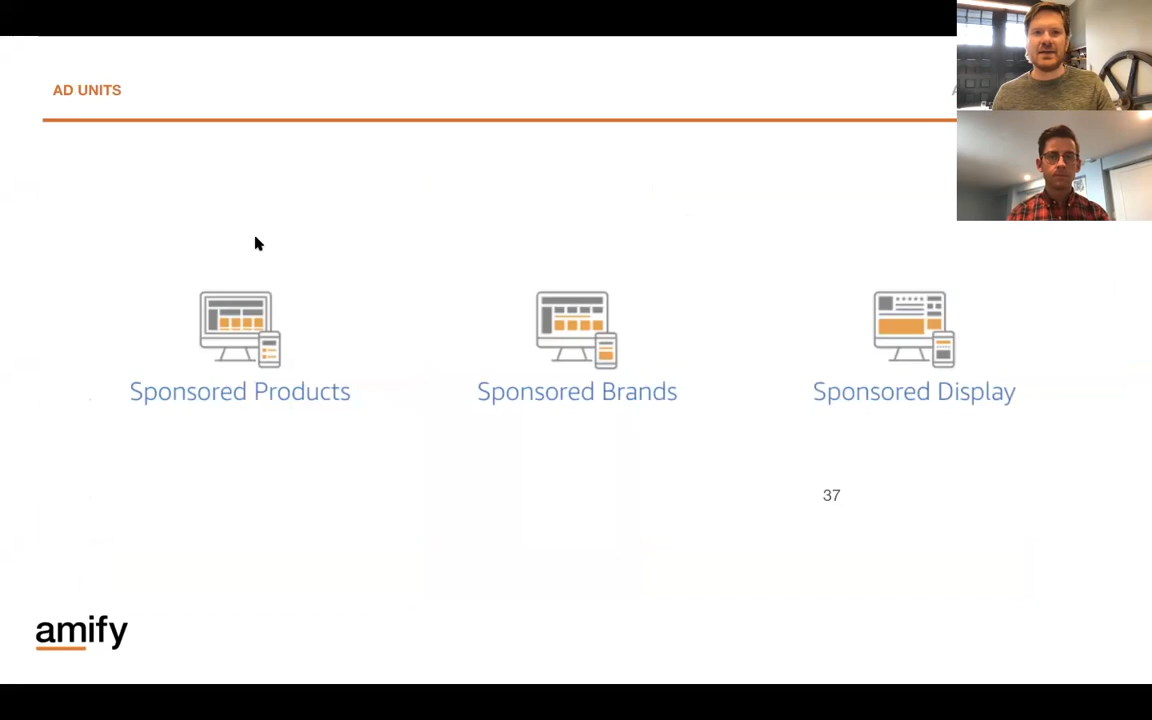 AD UNITS
Sponsored Products
Sponsored Brands
Sponsored Display
37
amify